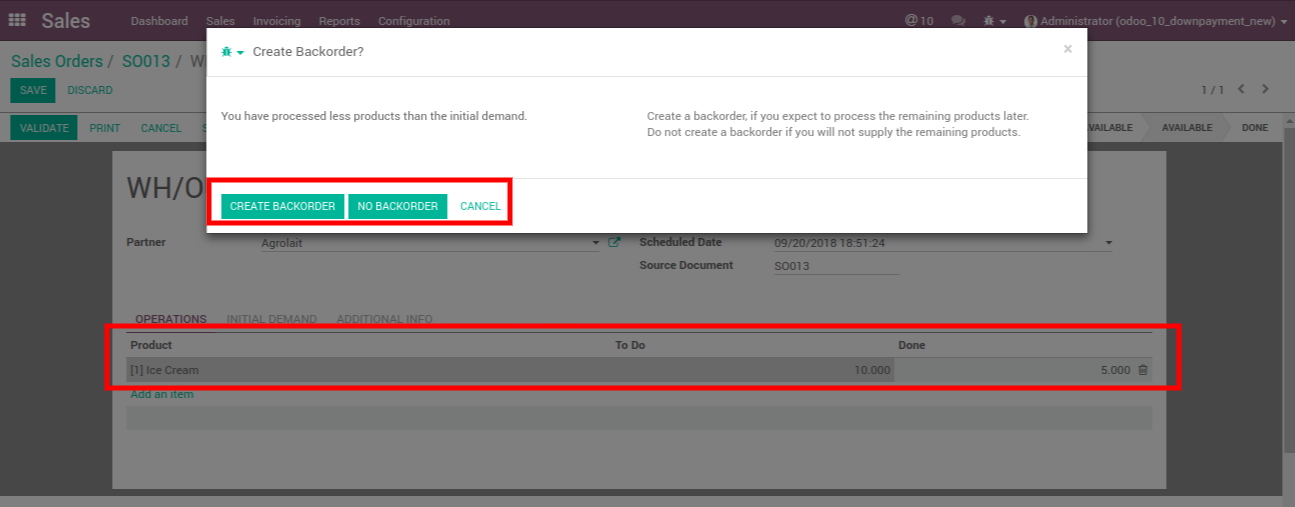 Sales Dashboard Sales Invoicing Reports Configuration @ 10 Administrator (odoo_10_downpayment_new)
Create Backorder? ×
Sales Orders / SO013 / W
SAVE DISCARD 1 / 1
You have processed less products than the initial demand. Create a backorder, if you expect to process the remaining products later.
Do not create a backorder if you will not supply the remaining products.
VALIDATE PRINT CANCEL S VAILABLE AVAILABLE DONE
WH/O
CREATE BACKORDER NO BACKORDER CANCEL
Partner Agrolait Scheduled Date 09/20/2018 18:51:24
Source Document SO013
OPERATIONS INITIAL DEMAND ADDITIONAL INFO
Product To Do Done
[1] Ice Cream 10.000 5.000
Add an item